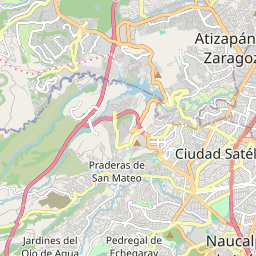 Atizapán
Zaragoz
Ciudad Satél
Praderas de
San Mateo
Jardines del
Ojo de Agua
Pedregal de
Echegaray
Naucal